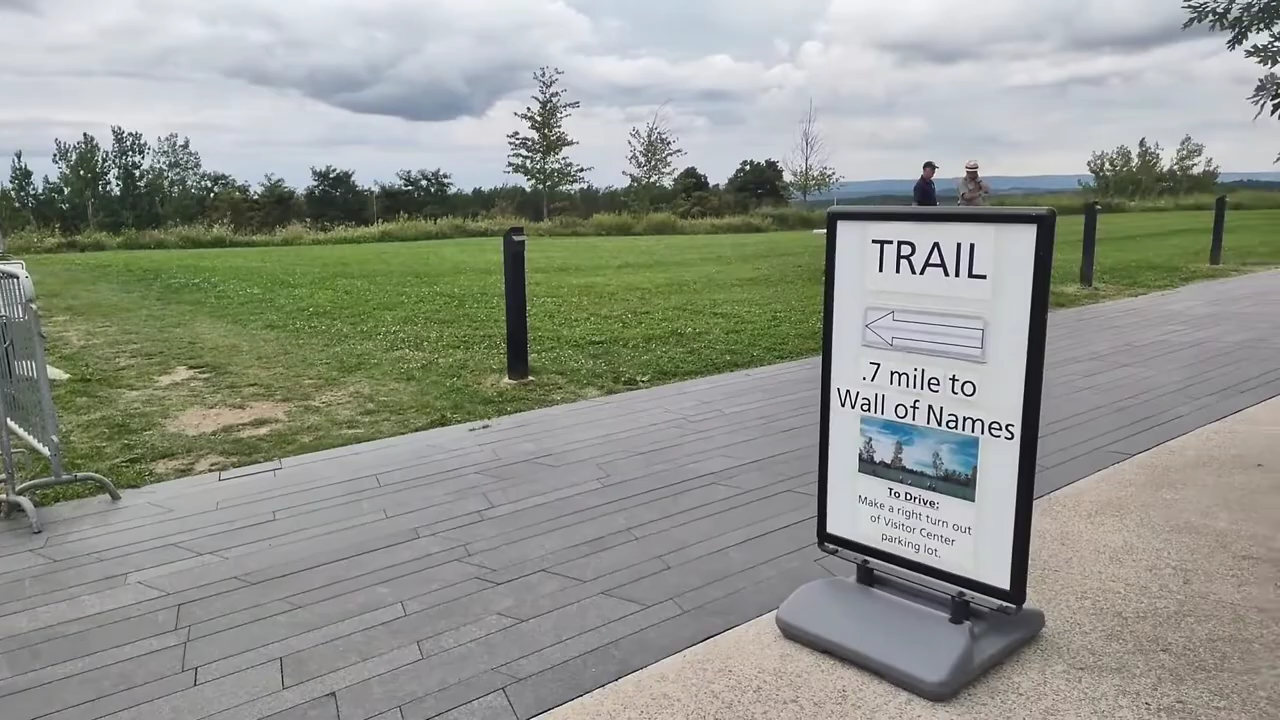 TRAIL
.7 mile to
Wall of Names
To Drive:
Make a right turn out
of Visitor Center
parking lot.